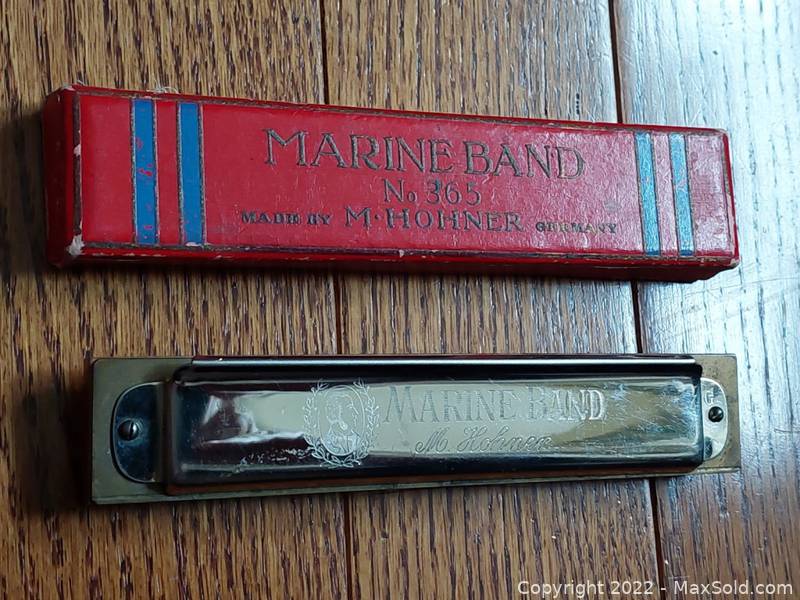 MARINE BAND
No. 365
MADE BY M. HOHNER GERMANY
MARINE BAND
M. Hohner
Copyright 2022 - MaxSold.com